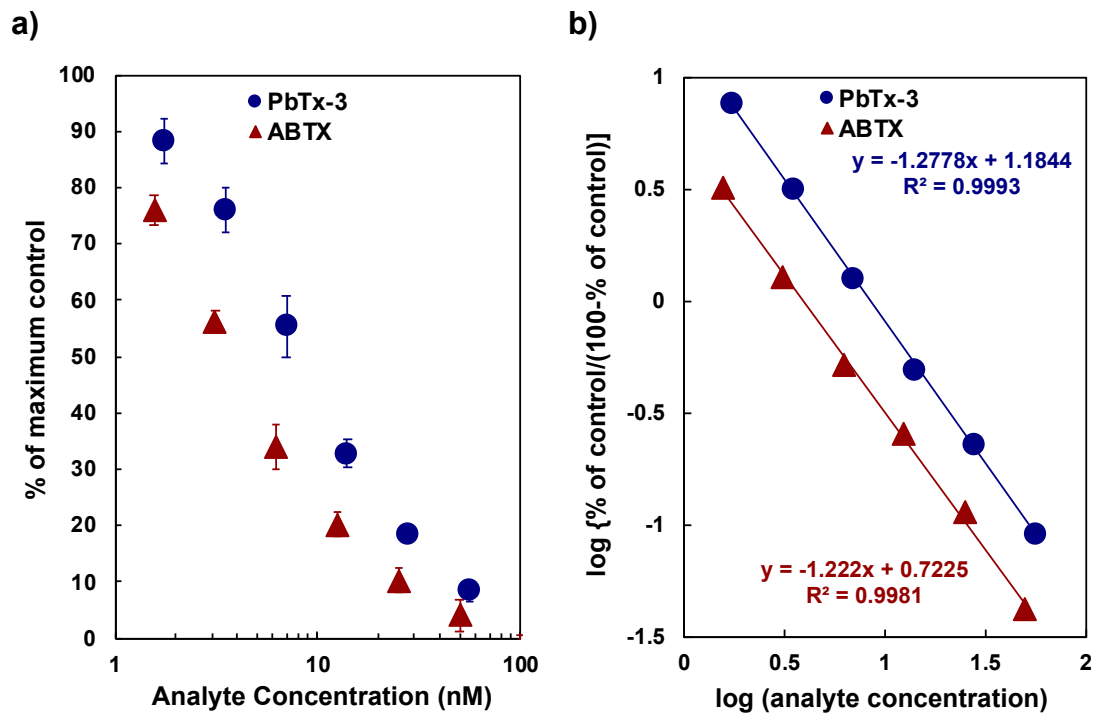 a)
% of maximum control
100
90
80
70
60
50
40
30
20
10
0
PbTx-3
ABTX
1
10
100
Analyte Concentration (nM)
b)
log {% of control/(100-% of control)]
1
0.5
0
-0.5
-1
-1.5
PbTx-3
ABTX
y = -1.2778x + 1.1844
R² = 0.9993
y = -1.222x + 0.7225
R² = 0.9981
0
0.5
1
1.5
2
log (analyte concentration)